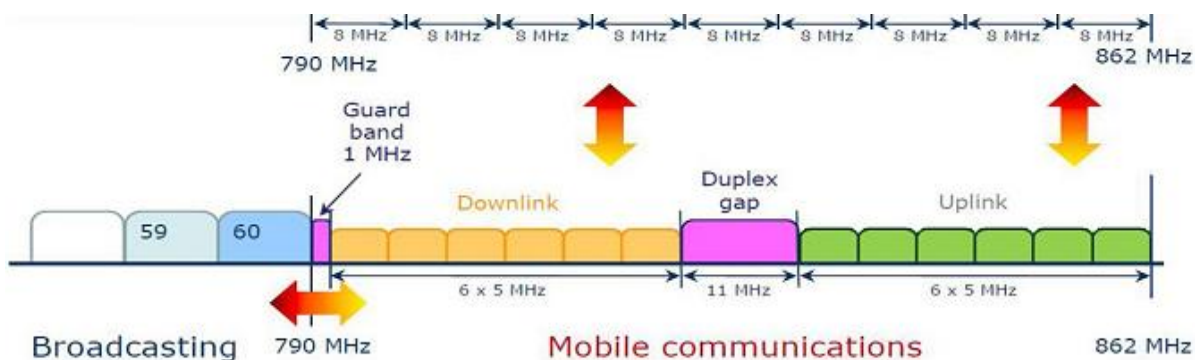 8 MHz 8 MHz 8 MHz 8 MHz 8 MHz 8 MHz 8 MHz 8 MHz 8 MHz
790 MHz 862 MHz
Guard
band
1 MHz
Downlink
Duplex
gap
Uplink
59 60
6 x 5 MHz 11 MHz 6 x 5 MHz
Broadcasting 790 MHz Mobile communications 862 MHz